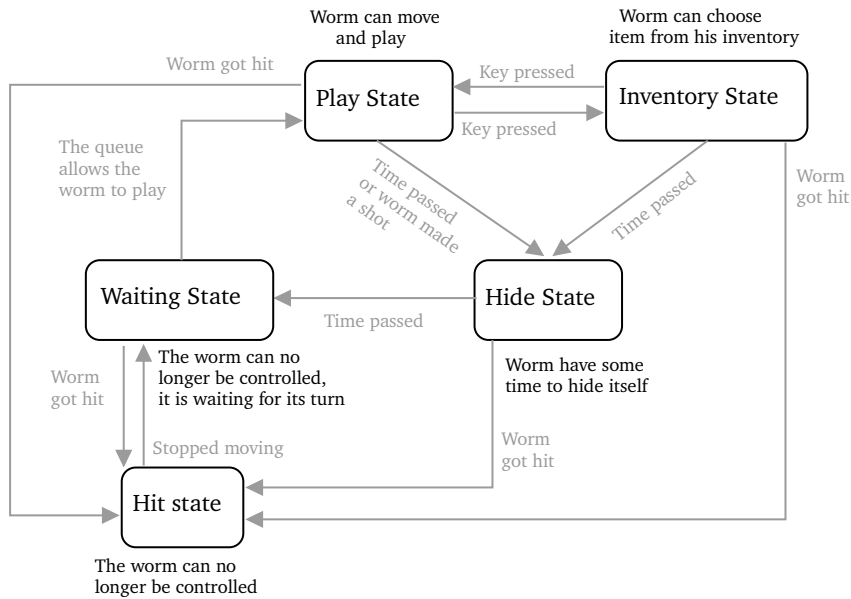 Worm can move
and play
Worm can choose
item from his inventory
Worm got hit
Play State
Key pressed
Key pressed
Inventory State
The queue
allows the
worm to play
Time passed
or worm made
a shot
Time passed
Worm
got hit
Waiting State
Hide State
Time passed
The worm can no
longer be controlled,
it is waiting for its turn
Worm have some
time to hide itself
Worm
got hit
Stopped moving
Worm
got hit
Hit state
The worm can no
longer be controlled